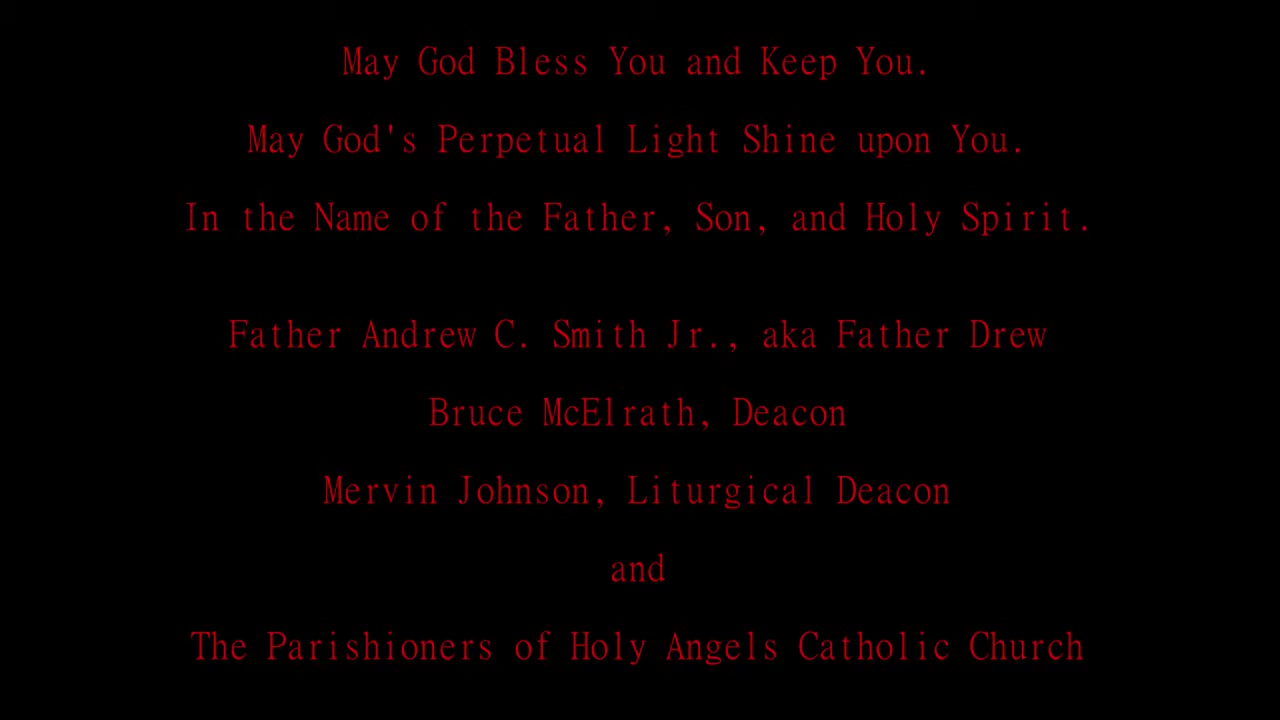 May God Bless You and Keep You.
May God's Perpetual Light Shine upon You.
In the Name of the Father, Son, and Holy Spirit.
Father Andrew C. Smith Jr., aka Father Drew
Bruce McElrath, Deacon
Mervin Johnson, Liturgical Deacon
and
The Parishioners of Holy Angels Catholic Church